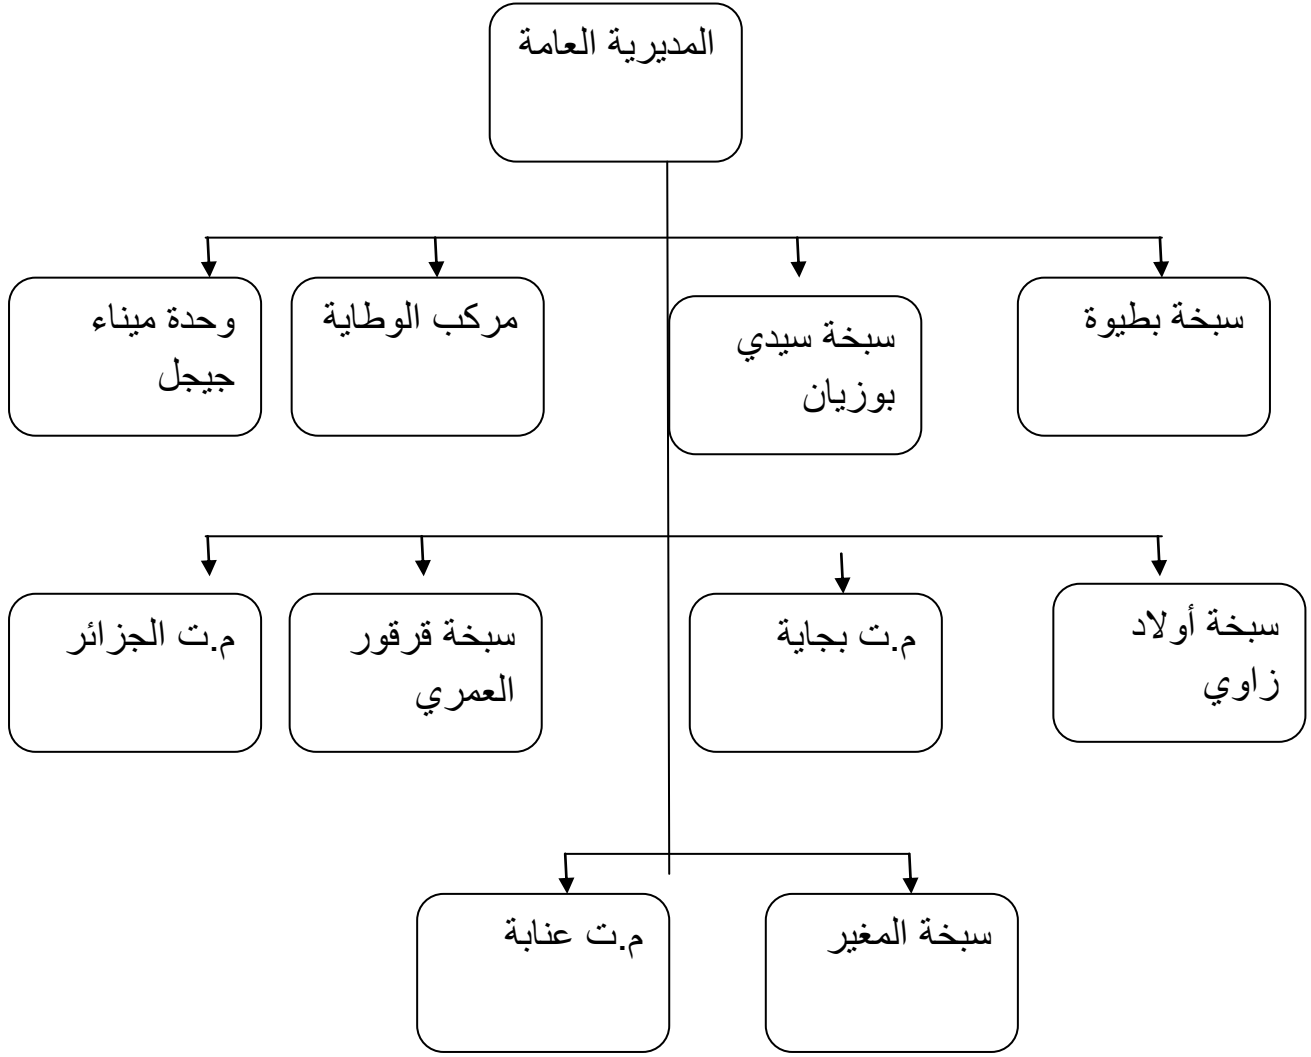 المديرية العامة
سبخة بطيوة
سبخة سيدي
بوزيان
مركب الوطاية
وحدة ميناء
جيجل
سبخة أولاد
زاوي
م.ت بجاية
سبخة قرقور
العمري
م.ت الجزائر
سبخة المغير
م.ت عنابة